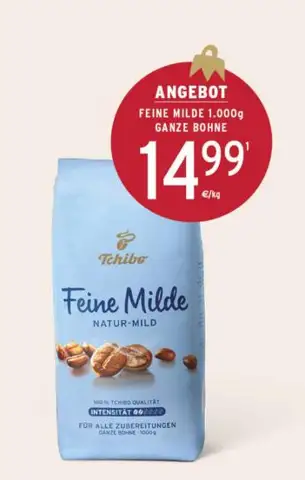 ANGEBOT
FEINE MILDE 1.000g
GANZE BOHNE
14.99¹
€/kg
Tchibo
Feine Milde
NATUR-MILD
100% TCHIBO QUALITÄT
INTENSITÄT
FÜR ALLE ZUBEREITUNGEN
GANZE BOHNE · 1000g